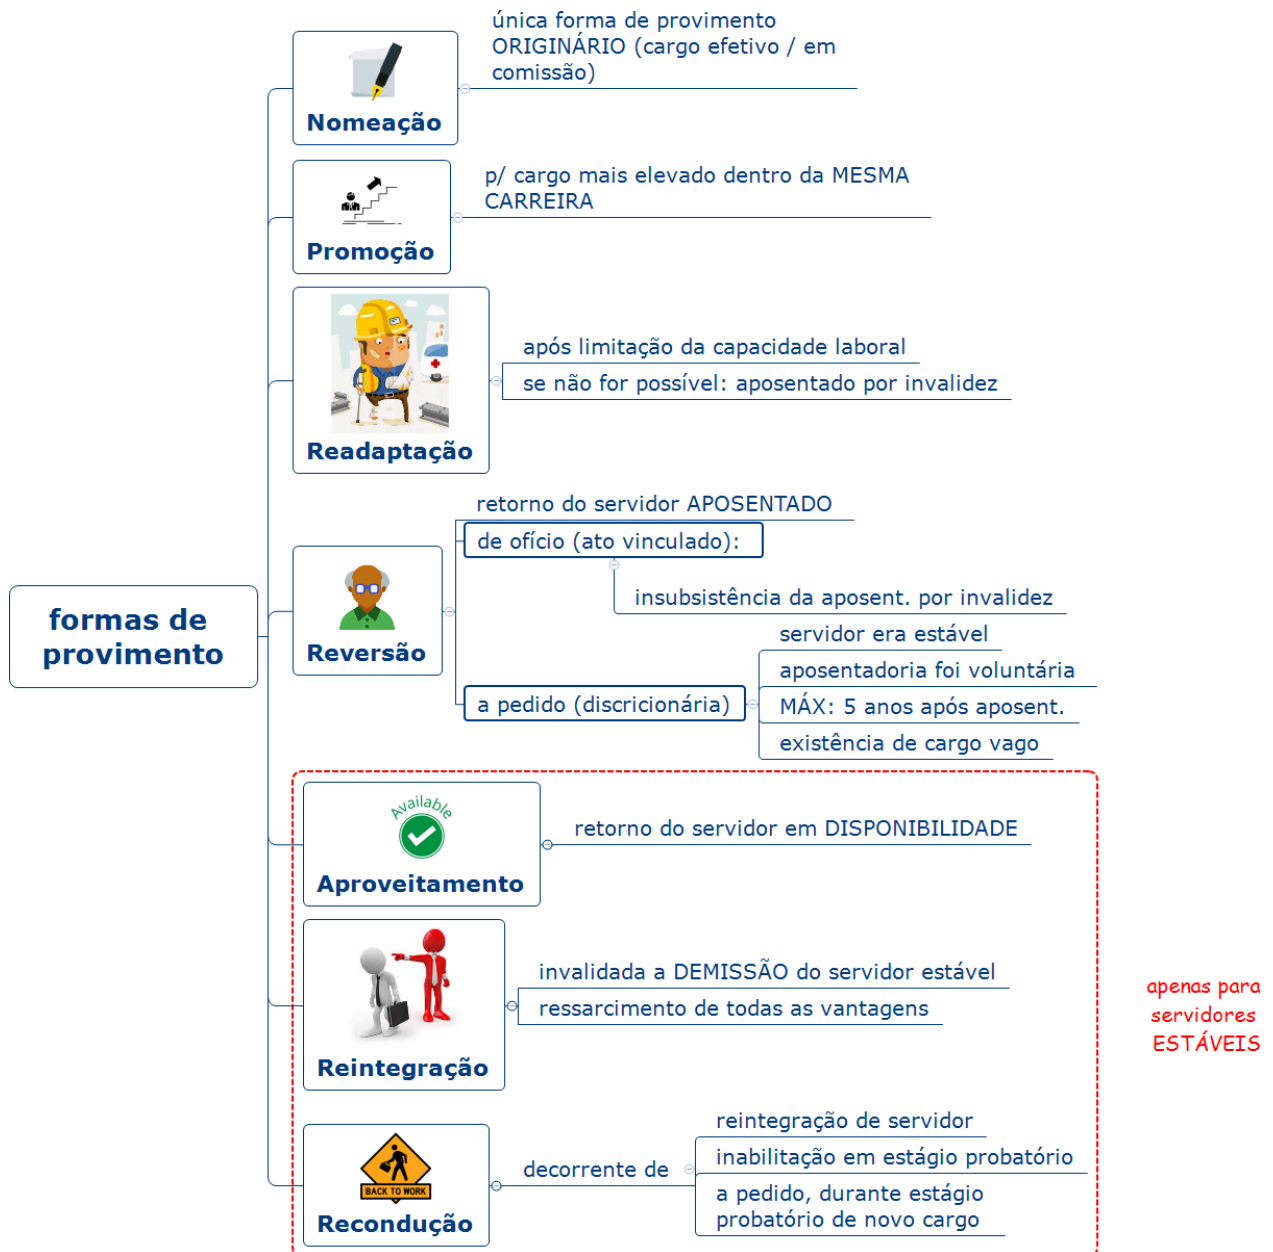 formas de
provimento
Nomeação
única forma de provimento
ORIGINÁRIO (cargo efetivo / em
comissão)
Promoção
p/ cargo mais elevado dentro da MESMA
CARREIRA
Readaptação
após limitação da capacidade laboral
se não for possível: aposentado por invalidez
Reversão
retorno do servidor APOSENTADO
de ofício (ato vinculado):
insubsistência da aposent. por invalidez
a pedido (discricionária)
servidor era estável
aposentadoria foi voluntária
MÁX: 5 anos após aposent.
existência de cargo vago
Available
Aproveitamento
retorno do servidor em DISPONIBILIDADE
Reintegração
invalidada a DEMISSÃO do servidor estável
ressarcimento de todas as vantagens
BACK TO WORK
Recondução
decorrente de
reintegração de servidor
inabilitação em estágio probatório
a pedido, durante estágio
probatório de novo cargo
apenas para
servidores
ESTÁVEIS